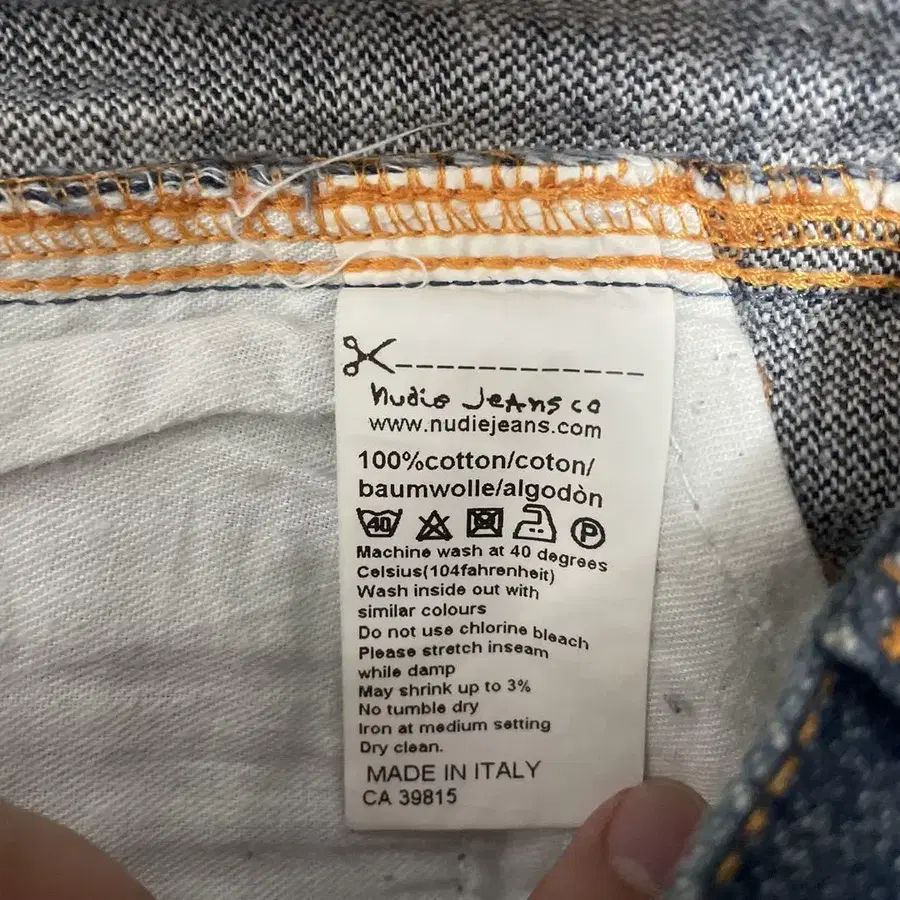 nudie jeans co
www.nudiejeans.com
100%cotton/coton/
baumwolle/algodòn
40 P
Machine wash at 40 degrees
Celsius(104fahrenheit)
Wash inside out with
similar colours
Do not use chlorine bleach
Please stretch inseam
while damp
May shrink up to 3%
No tumble dry
Iron at medium setting
Dry clean.
MADE IN ITALY
CA 39815